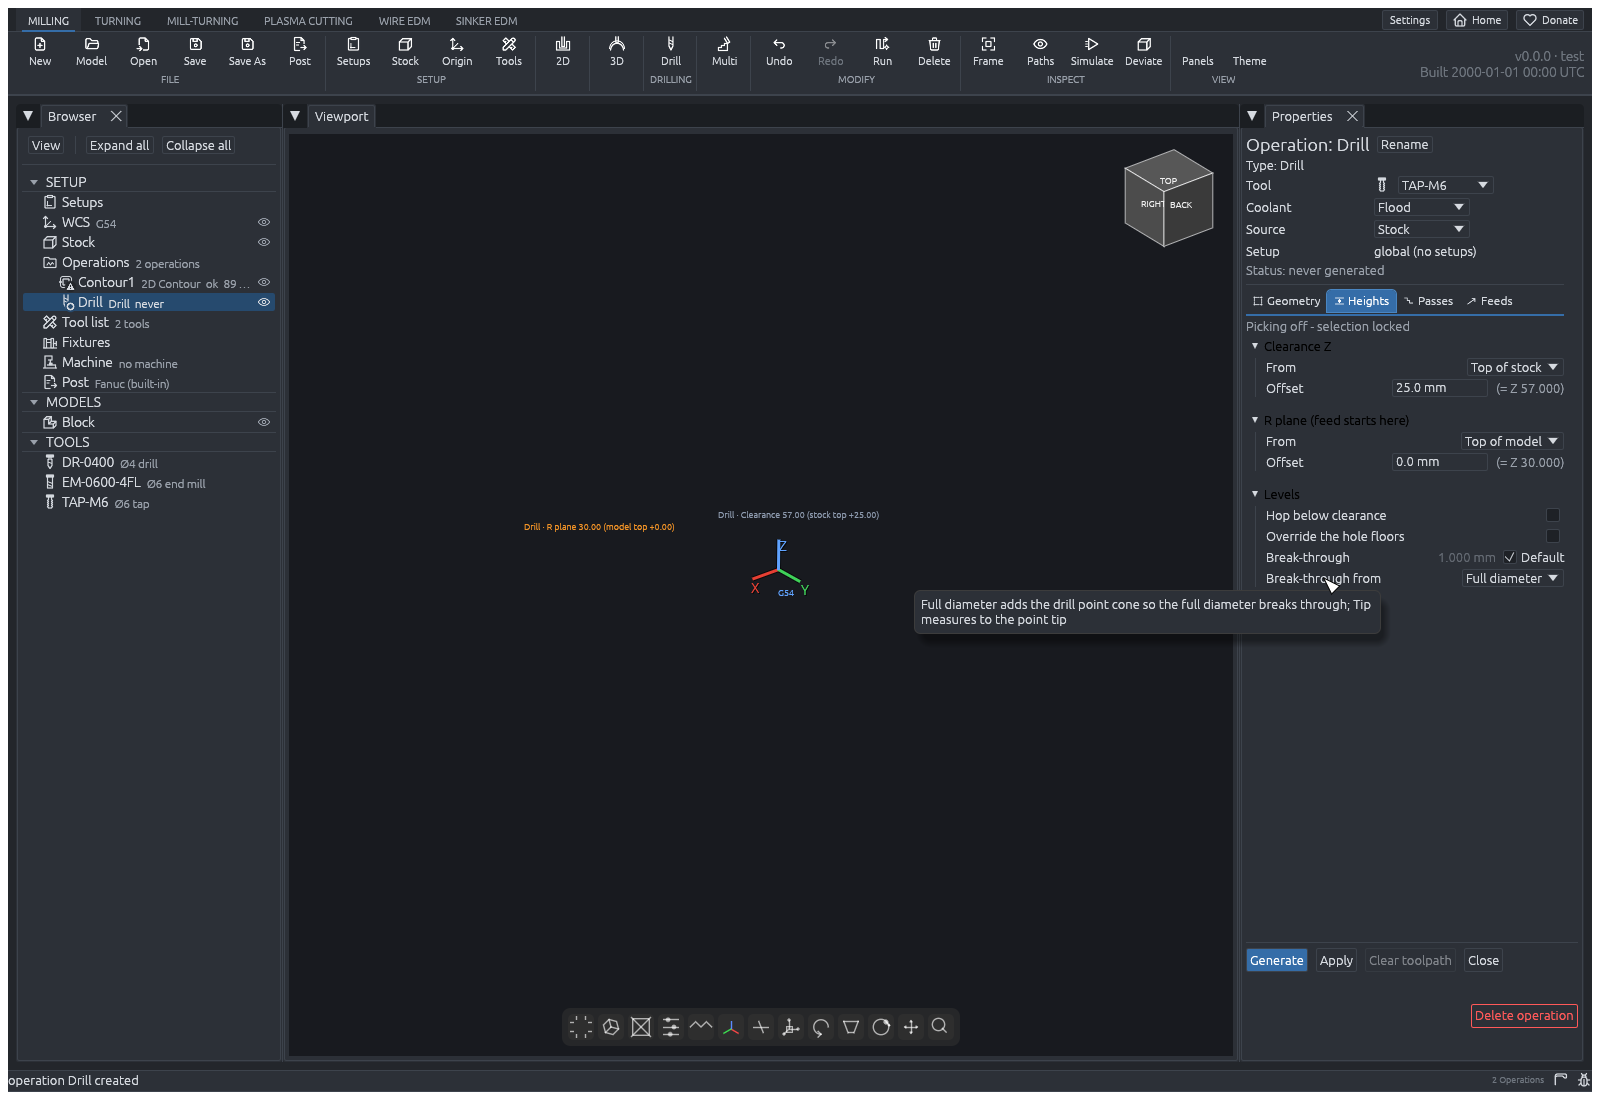 MILLING TURNING MILL-TURNING PLASMA CUTTING WIRE EDM SINKER EDM Settings Home Donate
New Model Open Save Save As Post Setups Stock Origin Tools 2D 3D Drill Multi Undo Redo Run Delete Frame Paths Simulate Deviate Panels Theme
FILE SETUP DRILLING MODIFY INSPECT VIEW
v0.0.0 · test
Built 2000-01-01 00:00 UTC
Browser
View Expand all Collapse all
SETUP
Setups
WCS G54
Stock
Operations 2 operations
Contour1 2D Contour ok 89 ...
Drill Drill never
Tool list 2 tools
Fixtures
Machine no machine
Post Fanuc (built-in)
MODELS
Block
TOOLS
DR-0400 Ø4 drill
EM-0600-4FL Ø6 end mill
TAP-M6 Ø6 tap
Viewport
TOP
RIGHT BACK
Drill · Clearance 57.00 (stock top +25.00)
Drill · R plane 30.00 (model top +0.00)
Z
X Y
G54
Properties
Operation: Drill Rename
Type: Drill
Tool TAP-M6
Coolant Flood
Source Stock
Setup global (no setups)
Status: never generated
Geometry Heights Passes Feeds
Picking off - selection locked
Clearance Z
From Top of stock
Offset 25.0 mm (= Z 57.000)
R plane (feed starts here)
From Top of model
Offset 0.0 mm (= Z 30.000)
Levels
Hop below clearance
Override the hole floors
Break-through 1.000 mm Default
Break-through from Full diameter
Full diameter adds the drill point cone so the full diameter breaks through; Tip
measures to the point tip
Generate Apply Clear toolpath Close
Delete operation
operation Drill created
2 Operations